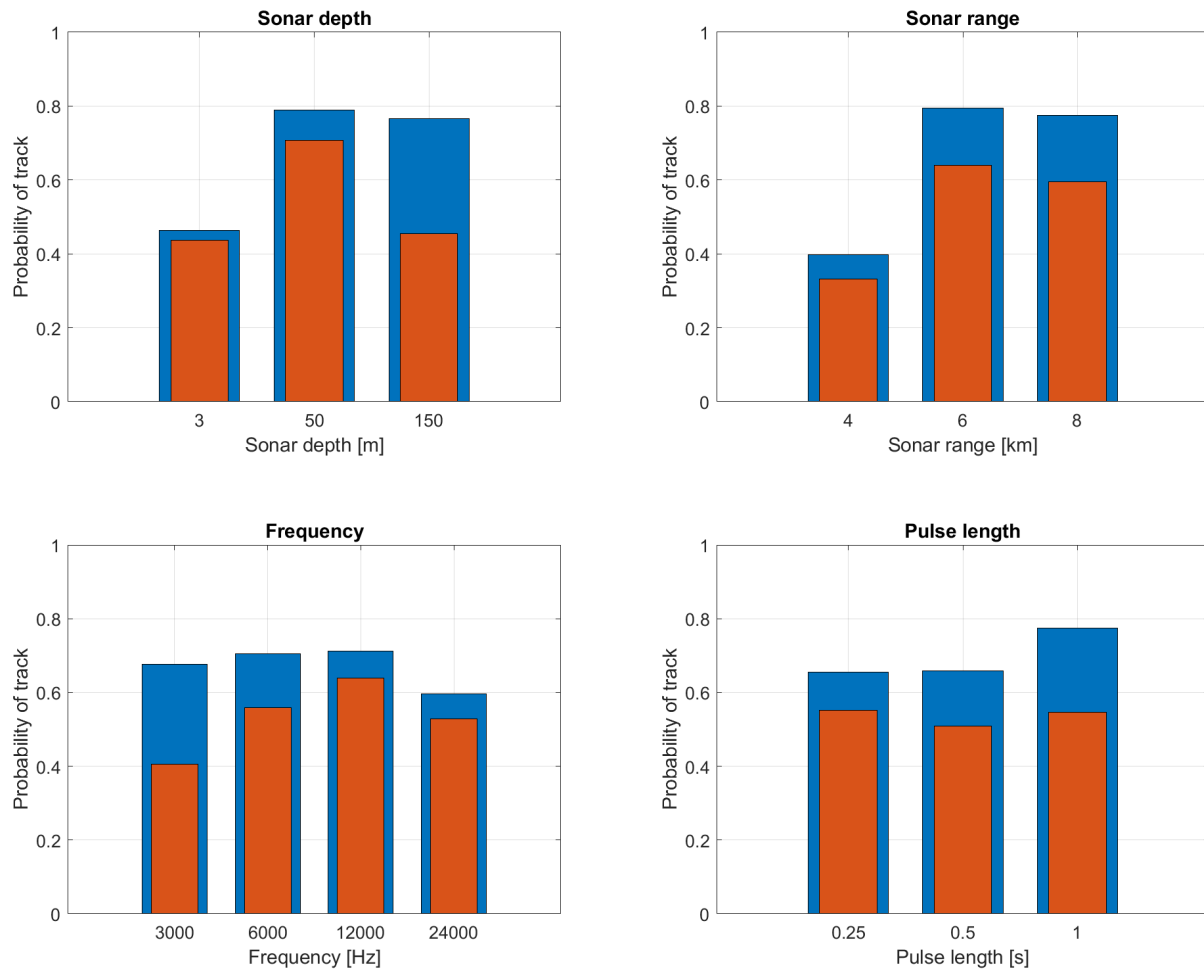 Sonar depth
1
0.8
0.6
0.4
0.2
0
Probability of track
3 50 150
Sonar depth [m]
Sonar range
1
0.8
0.6
0.4
0.2
0
Probability of track
4 6 8
Sonar range [km]
Frequency
1
0.8
0.6
0.4
0.2
0
Probability of track
3000 6000 12000 24000
Frequency [Hz]
Pulse length
1
0.8
0.6
0.4
0.2
0
Probability of track
0.25 0.5 1
Pulse length [s]